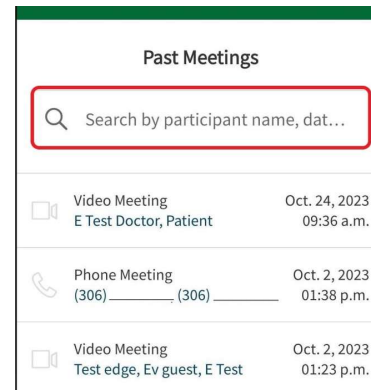 Past Meetings
Search by participant name, dat...
Video Meeting Oct. 24, 2023
E Test Doctor, Patient 09:36 a.m.
Phone Meeting Oct. 2, 2023
(306) ________ (306) ________ 01:38 p.m.
Video Meeting Oct. 2, 2023
Test edge, Ev guest, E Test 01:23 p.m.